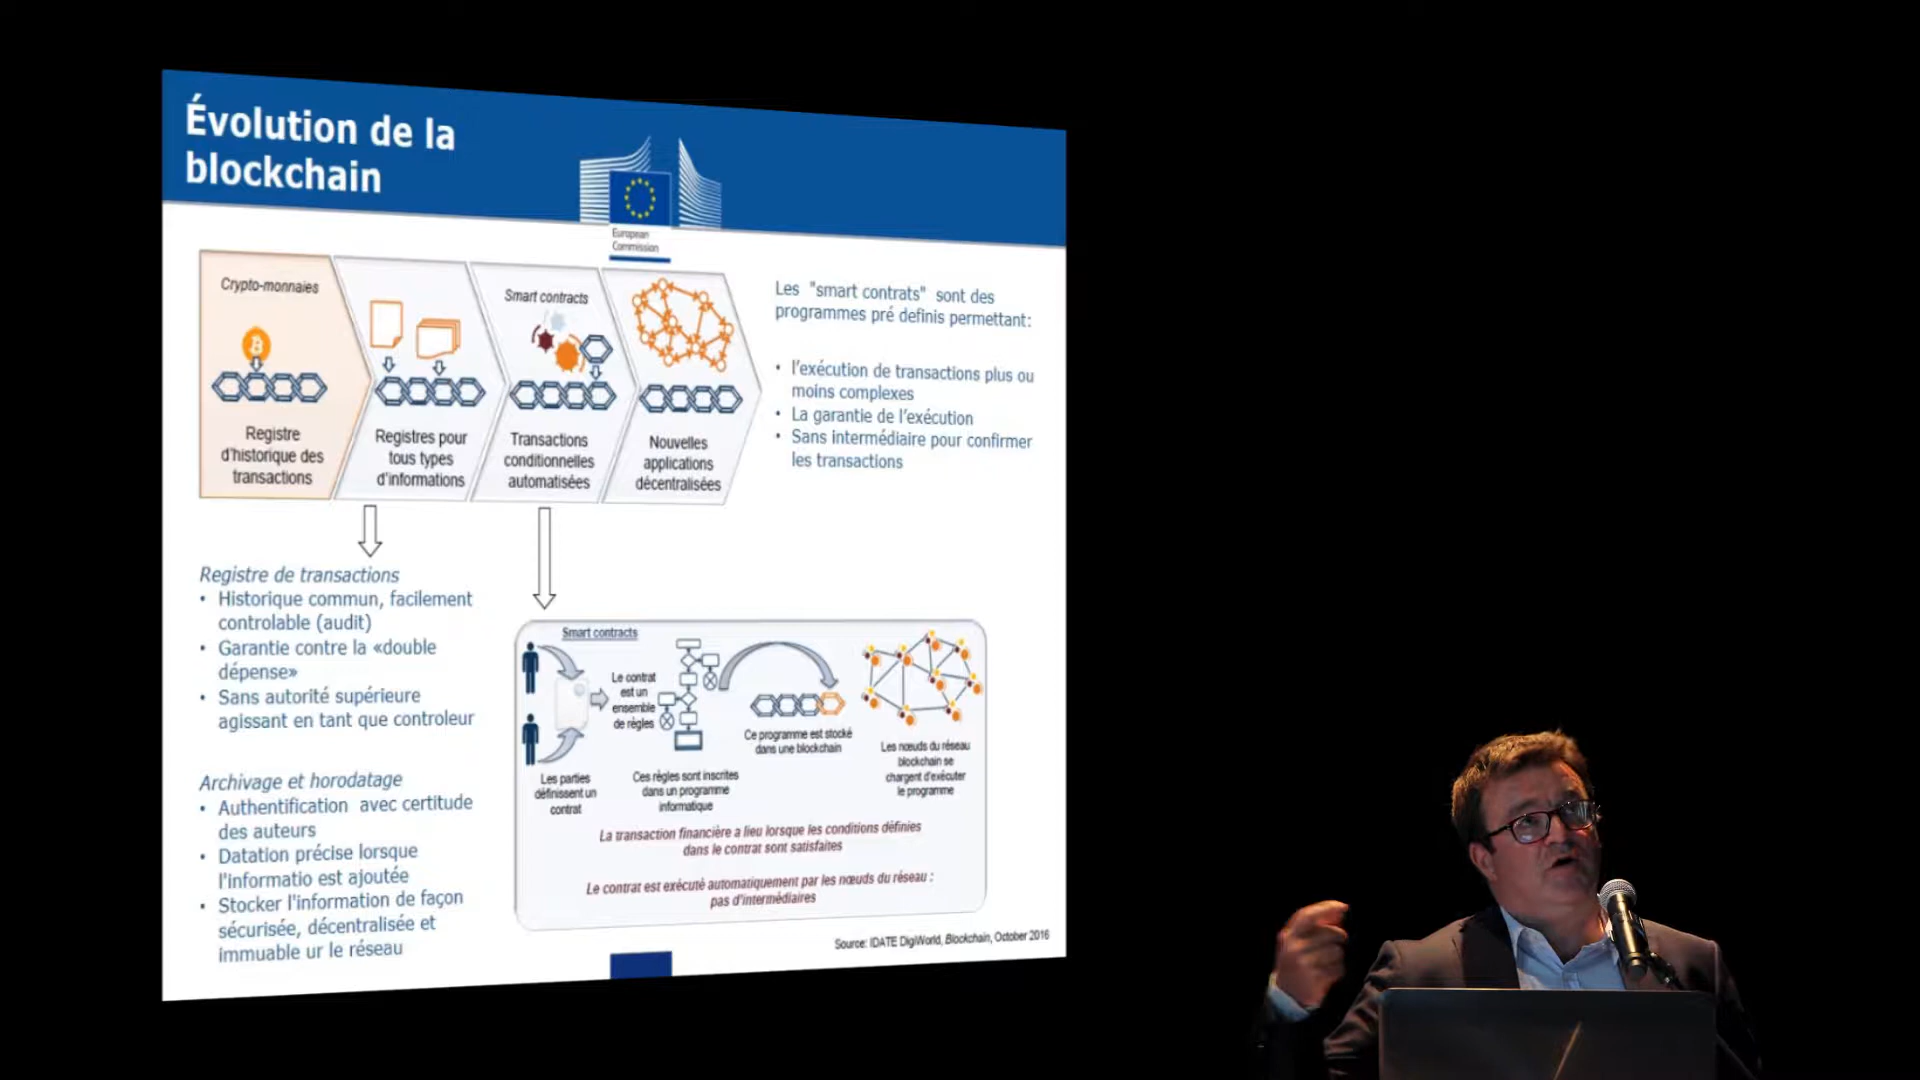 Évolution de la
blockchain
European
Commission
Crypto-monnaies
Registre
d'historique des
transactions
Registres pour
tous types
d'informations
Smart contracts
Transactions
conditionnelles
automatisées
Nouvelles
applications
décentralisées
Les "smart contrats" sont des
programmes pré definis permettant:
• l'exécution de transactions plus ou
moins complexes
• La garantie de l'exécution
• Sans intermédiaire pour confirmer
les transactions
Registre de transactions
• Historique commun, facilement
controlable (audit)
• Garantie contre la «double
dépense»
• Sans autorité supérieure
agissant en tant que controleur
Archivage et horodatage
• Authentification avec certitude
des auteurs
• Datation précise lorsque
l'informatio est ajoutée
• Stocker l'information de façon
sécurisée, décentralisée et
immuable ur le réseau
Smart contracts
Les parties
définissent un
contrat
Le contrat
est un
ensemble
de règles
Ces règles sont inscrites
dans un programme
informatique
Ce programme est stocké
dans une blockchain
Les nœuds du réseau
blockchain se
chargent d'exécuter
le programme
La transaction financière a lieu lorsque les conditions définies
dans le contrat sont satisfaites
Le contrat est exécuté automatiquement par les nœuds du réseau :
pas d'intermédiaires
Source: IDATE DigiWorld, Blockchain, October 2016